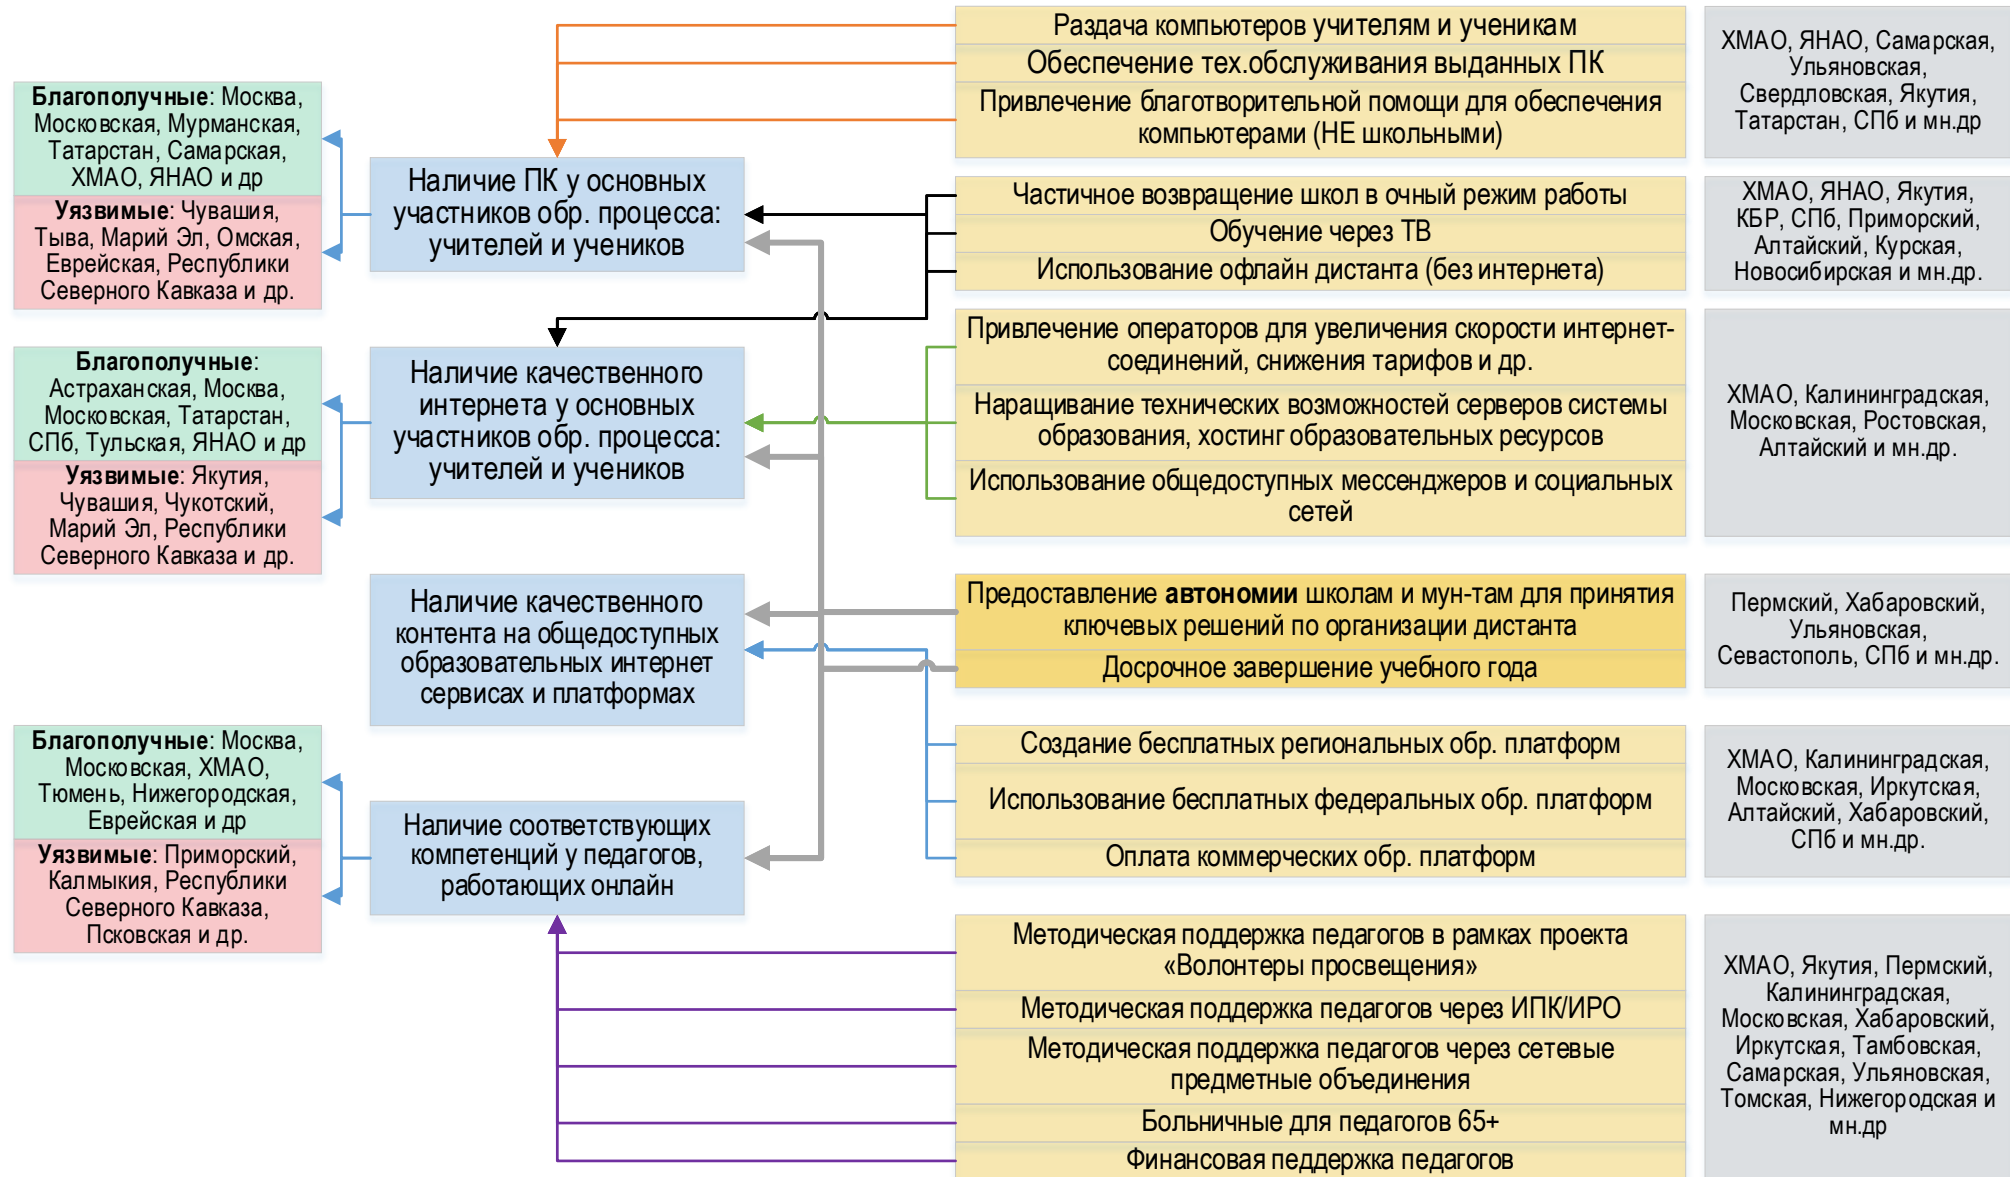 Благополучные: Москва,
Московская, Мурманская,
Татарстан, Самарская,
ХМАО, ЯНАО и др
Уязвимые: Чувашия,
Тыва, Марий Эл, Омская,
Еврейская, Республики
Северного Кавказа и др.
Благополучные:
Астраханская, Москва,
Московская, Татарстан,
СПб, Тульская, ЯНАО и др
Уязвимые: Якутия,
Чувашия, Чукотский,
Марий Эл, Республики
Северного Кавказа и др.
Благополучные: Москва,
Московская, ХМАО,
Тюмень, Нижегородская,
Еврейская и др
Уязвимые: Приморский,
Калмыкия, Республики
Северного Кавказа,
Псковская и др.
Наличие ПК у основных
участников обр. процесса:
учителей и учеников
Наличие качественного
интернета у основных
участников обр. процесса:
учителей и учеников
Наличие качественного
контента на общедоступных
образовательных интернет
сервисах и платформах
Наличие соответствующих
компетенций у педагогов,
работающих онлайн
Раздача компьютеров учителям и ученикам
Обеспечение тех.обслуживания выданных ПК
Привлечение благотворительной помощи для обеспечения
компьютерами (НЕ школьными)
Частичное возвращение школ в очный режим работы
Обучение через ТВ
Использование офлайн дистанта (без интернета)
Привлечение операторов для увеличения скорости интернет-
соединений, снижения тарифов и др.
Наращивание технических возможностей серверов системы
образования, хостинг образовательных ресурсов
Использование общедоступных мессенджеров и социальных
сетей
Предоставление автономии школам и мун-там для принятия
ключевых решений по организации дистанта
Досрочное завершение учебного года
Создание бесплатных региональных обр. платформ
Использование бесплатных федеральных обр. платформ
Оплата коммерческих обр. платформ
Методическая поддержка педагогов в рамках проекта
«Волонтеры просвещения»
Методическая поддержка педагогов через ИПК/ИРО
Методическая поддержка педагогов через сетевые
предметные объединения
Больничные для педагогов 65+
Финансовая педдержка педагогов
ХМАО, ЯНАО, Самарская,
Ульяновская,
Свердловская, Якутия,
Татарстан, СПб и мн.др
ХМАО, ЯНАО, Якутия,
КБР, СПб, Приморский,
Алтайский, Курская,
Новосибирская и мн.др.
ХМАО, Калининградская,
Московская, Ростовская,
Алтайский и мн.др.
Пермский, Хабаровский,
Ульяновская,
Севастополь, СПб и мн.др.
ХМАО, Калининградская,
Московская, Иркутская,
Алтайский, Хабаровский,
СПб и мн.др.
ХМАО, Якутия, Пермский,
Калининградская,
Московская, Хабаровский,
Иркутская, Тамбовская,
Самарская, Ульяновская,
Томская, Нижегородская и
мн.др